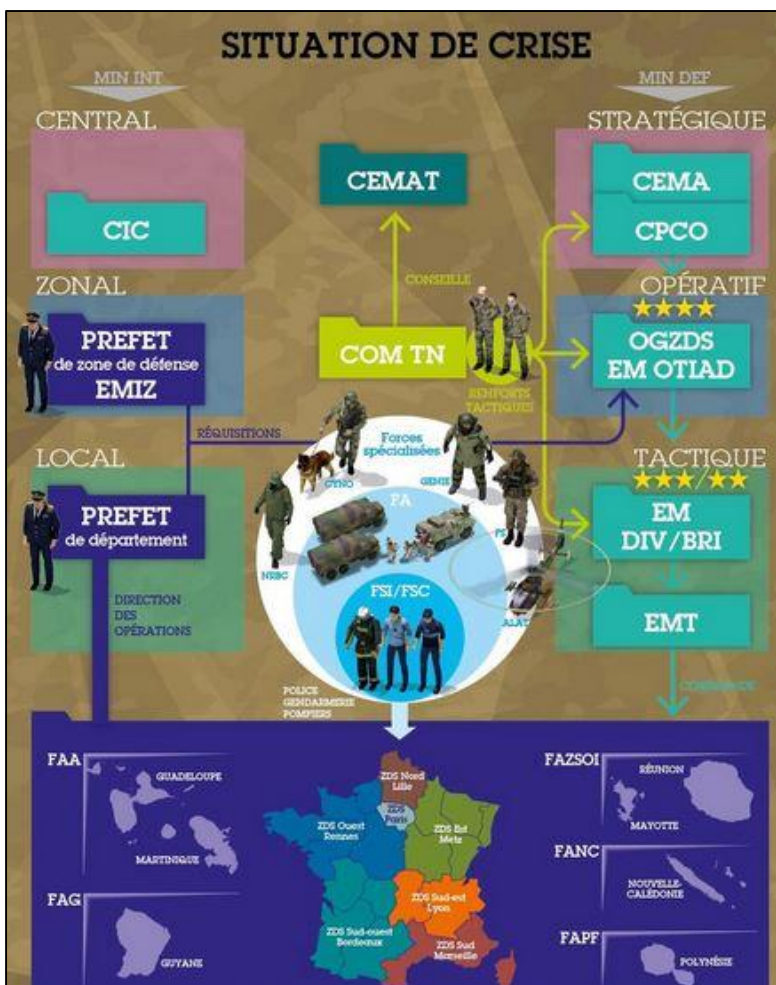 SITUATION DE CRISE
MIN INT
MIN DEF
CENTRAL
STRATÉGIQUE
CEMAT
CEMA
CIC
CPCO
CONSEILLE
ZONAL
OPÉRATIF
PREFET
de zone de défense
EMIZ
COM TN
OGZDS
EM OTIAD
RENFORTS
TACTIQUES
RÉQUISITIONS
Forces
spécialisées
LOCAL
TACTIQUE
CYNO
GENIE
PREFET
de département
FA
EM
DIV/BRI
NRBC
FS
DIRECTION
DES
OPÉRATIONS
FSI/FSC
ALAT
EMT
POLICE
GENDARMERIE
POMPIERS
COMMANDE
FAA
GUADELOUPE
MARTINIQUE
FAG
GUYANE
ZDS Nord
Lille
ZDS
Paris
ZDS Ouest
Rennes
ZDS Est
Metz
ZDS Sud-est
Lyon
ZDS Sud-ouest
Bordeaux
ZDS Sud
Marseille
FAZSOI
RÉUNION
MAYOTTE
FANC
NOUVELLE-
CALÉDONIE
FAPF
POLYNÉSIE